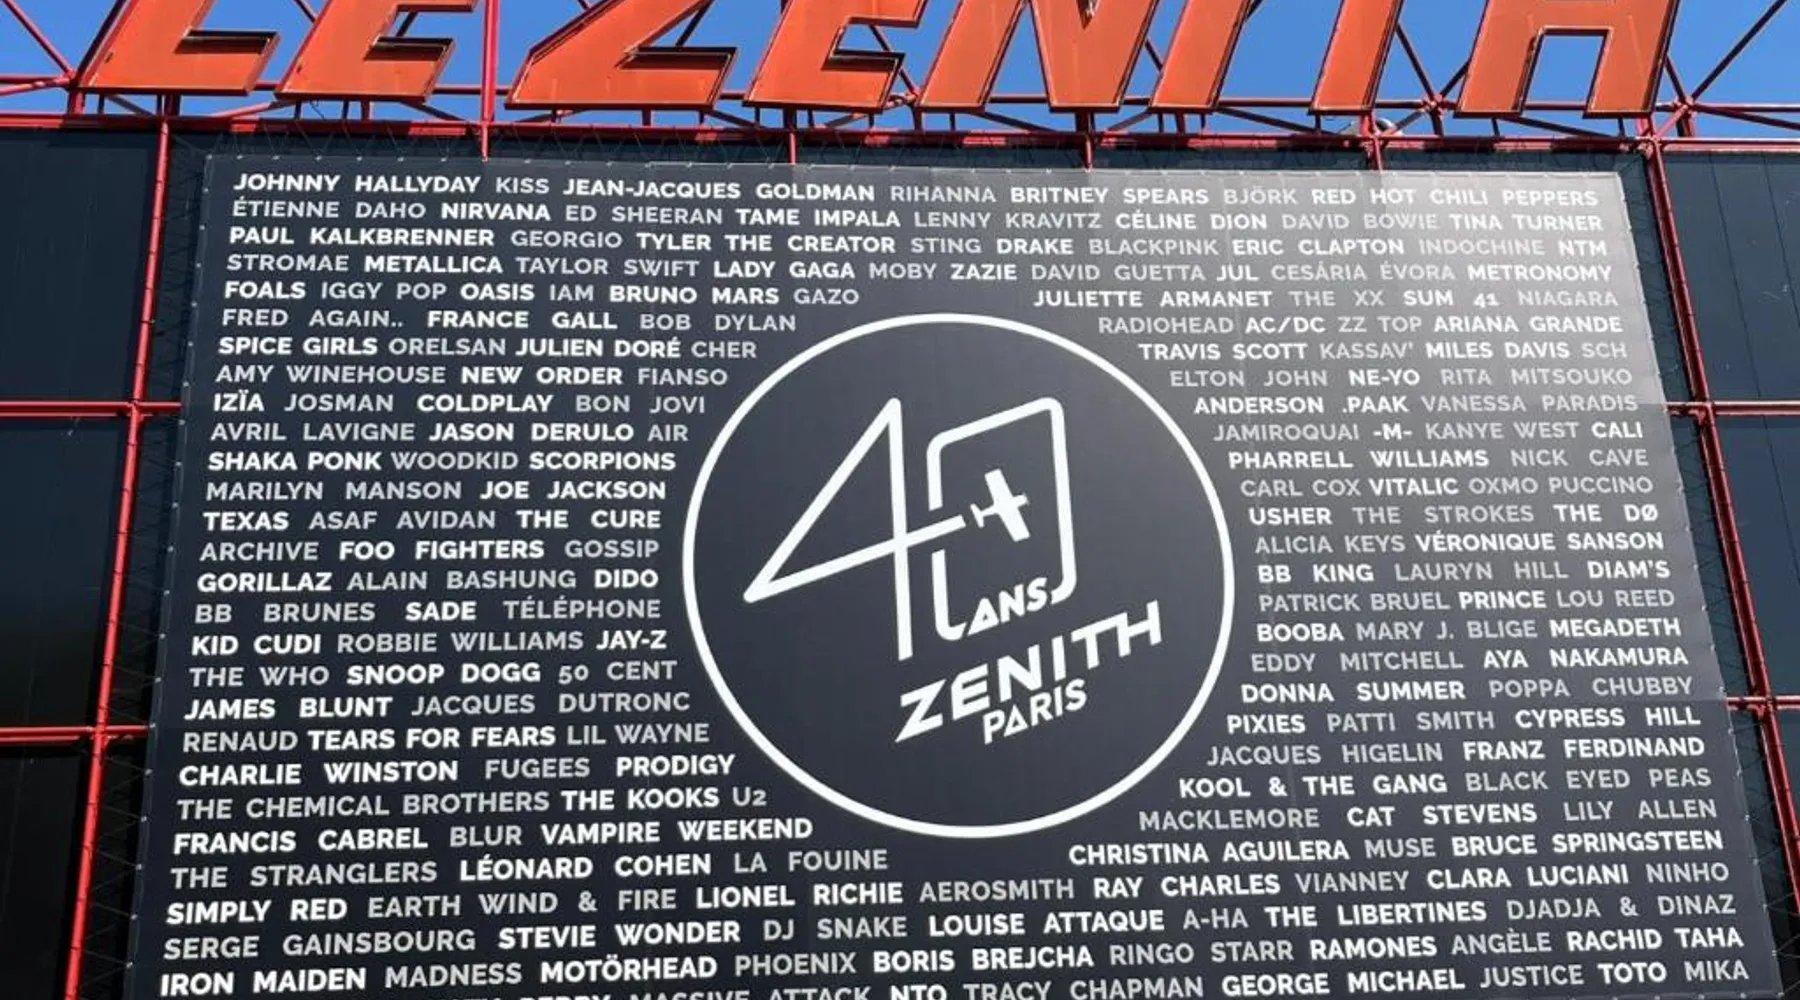 LE ZENITH
JOHNNY HALLYDAY KISS JEAN-JACQUES GOLDMAN RIHANNA BRITNEY SPEARS BJÖRK RED HOT CHILI PEPPERS
ÉTIENNE DAHO NIRVANA ED SHEERAN TAME IMPALA LENNY KRAVITZ CÉLINE DION DAVID BOWIE TINA TURNER
PAUL KALKBRENNER GEORGIO TYLER THE CREATOR STING DRAKE BLACKPINK ERIC CLAPTON INDOCHINE NTM
STROMAE METALLICA TAYLOR SWIFT LADY GAGA MOBY ZAZIE DAVID GUETTA JUL CESÁRIA ÉVORA METRONOMY
FOALS IGGY POP OASIS IAM BRUNO MARS GAZO
FRED AGAIN.. FRANCE GALL BOB DYLAN
SPICE GIRLS ORELSAN JULIEN DORÉ CHER
AMY WINEHOUSE NEW ORDER FIANSO
IZÏA JOSMAN COLDPLAY BON JOVI
AVRIL LAVIGNE JASON DERULO AIR
SHAKA PONK WOODKID SCORPIONS
MARILYN MANSON JOE JACKSON
TEXAS ASAF AVIDAN THE CURE
ARCHIVE FOO FIGHTERS GOSSIP
GORILLAZ ALAIN BASHUNG DIDO
BB BRUNES SADE TÉLÉPHONE
KID CUDI ROBBIE WILLIAMS JAY-Z
THE WHO SNOOP DOGG 50 CENT
JAMES BLUNT JACQUES DUTRONC
RENAUD TEARS FOR FEARS LIL WAYNE
CHARLIE WINSTON FUGEES PRODIGY
THE CHEMICAL BROTHERS THE KOOKS U2
FRANCIS CABREL BLUR VAMPIRE WEEKEND
THE STRANGLERS LÉONARD COHEN LA FOUINE
40
ANS
ZENITH
PARIS
JULIETTE ARMANET THE XX SUM 41 NIAGARA
RADIOHEAD AC/DC ZZ TOP ARIANA GRANDE
TRAVIS SCOTT KASSAV' MILES DAVIS SCH
ELTON JOHN NE-YO RITA MITSOUKO
ANDERSON .PAAK VANESSA PARADIS
JAMIROQUAI -M- KANYE WEST CALI
PHARRELL WILLIAMS NICK CAVE
CARL COX VITALIC OXMO PUCCINO
USHER THE STROKES THE DØ
ALICIA KEYS VÉRONIQUE SANSON
BB KING LAURYN HILL DIAM'S
PATRICK BRUEL PRINCE LOU REED
BOOBA MARY J. BLIGE MEGADETH
EDDY MITCHELL AYA NAKAMURA
DONNA SUMMER POPPA CHUBBY
PIXIES PATTI SMITH CYPRESS HILL
JACQUES HIGELIN FRANZ FERDINAND
KOOL & THE GANG BLACK EYED PEAS
MACKLEMORE CAT STEVENS LILY ALLEN
CHRISTINA AGUILERA MUSE BRUCE SPRINGSTEEN
SIMPLY RED EARTH WIND & FIRE LIONEL RICHIE AEROSMITH RAY CHARLES VIANNEY CLARA LUCIANI NINHO
SERGE GAINSBOURG STEVIE WONDER DJ SNAKE LOUISE ATTAQUE A-HA THE LIBERTINES DJADJA & DINAZ
IRON MAIDEN MADNESS MOTÖRHEAD PHOENIX BORIS BREJCHA RINGO STARR RAMONES ANGÈLE RACHID TAHA
PERRY MASSIVE ATTACK NTO TRACY CHAPMAN GEORGE MICHAEL JUSTICE TOTO MIKA